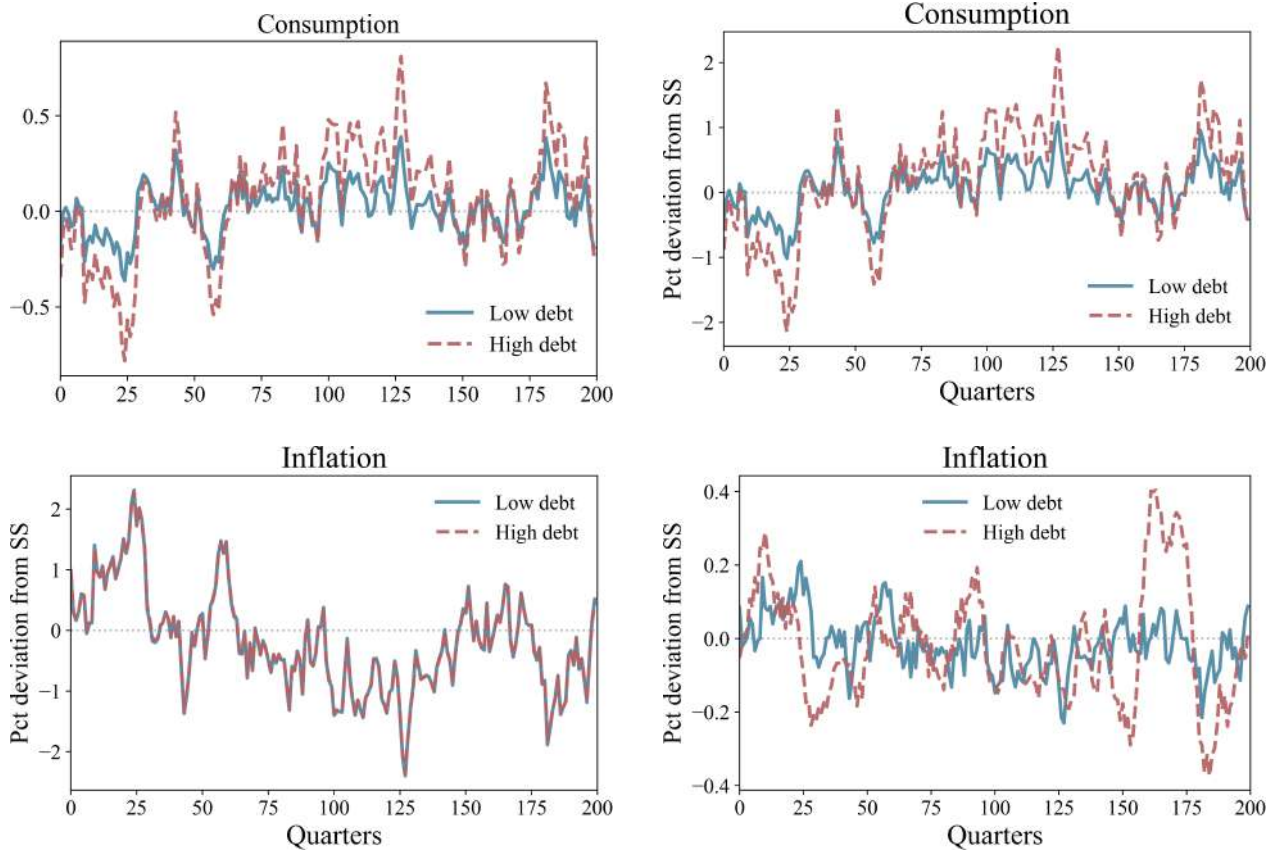 Consumption
0.5
0.0
−0.5
Low debt
High debt
0 25 50 75 100 125 150 175 200
Consumption
Pct deviation from SS
2
1
0
−1
−2
Low debt
High debt
0 25 50 75 100 125 150 175 200
Quarters
Inflation
Pct deviation from SS
2
1
0
−1
−2
Low debt
High debt
0 25 50 75 100 125 150 175 200
Quarters
Inflation
Pct deviation from SS
0.4
0.2
0.0
−0.2
−0.4
Low debt
High debt
0 25 50 75 100 125 150 175 200
Quarters